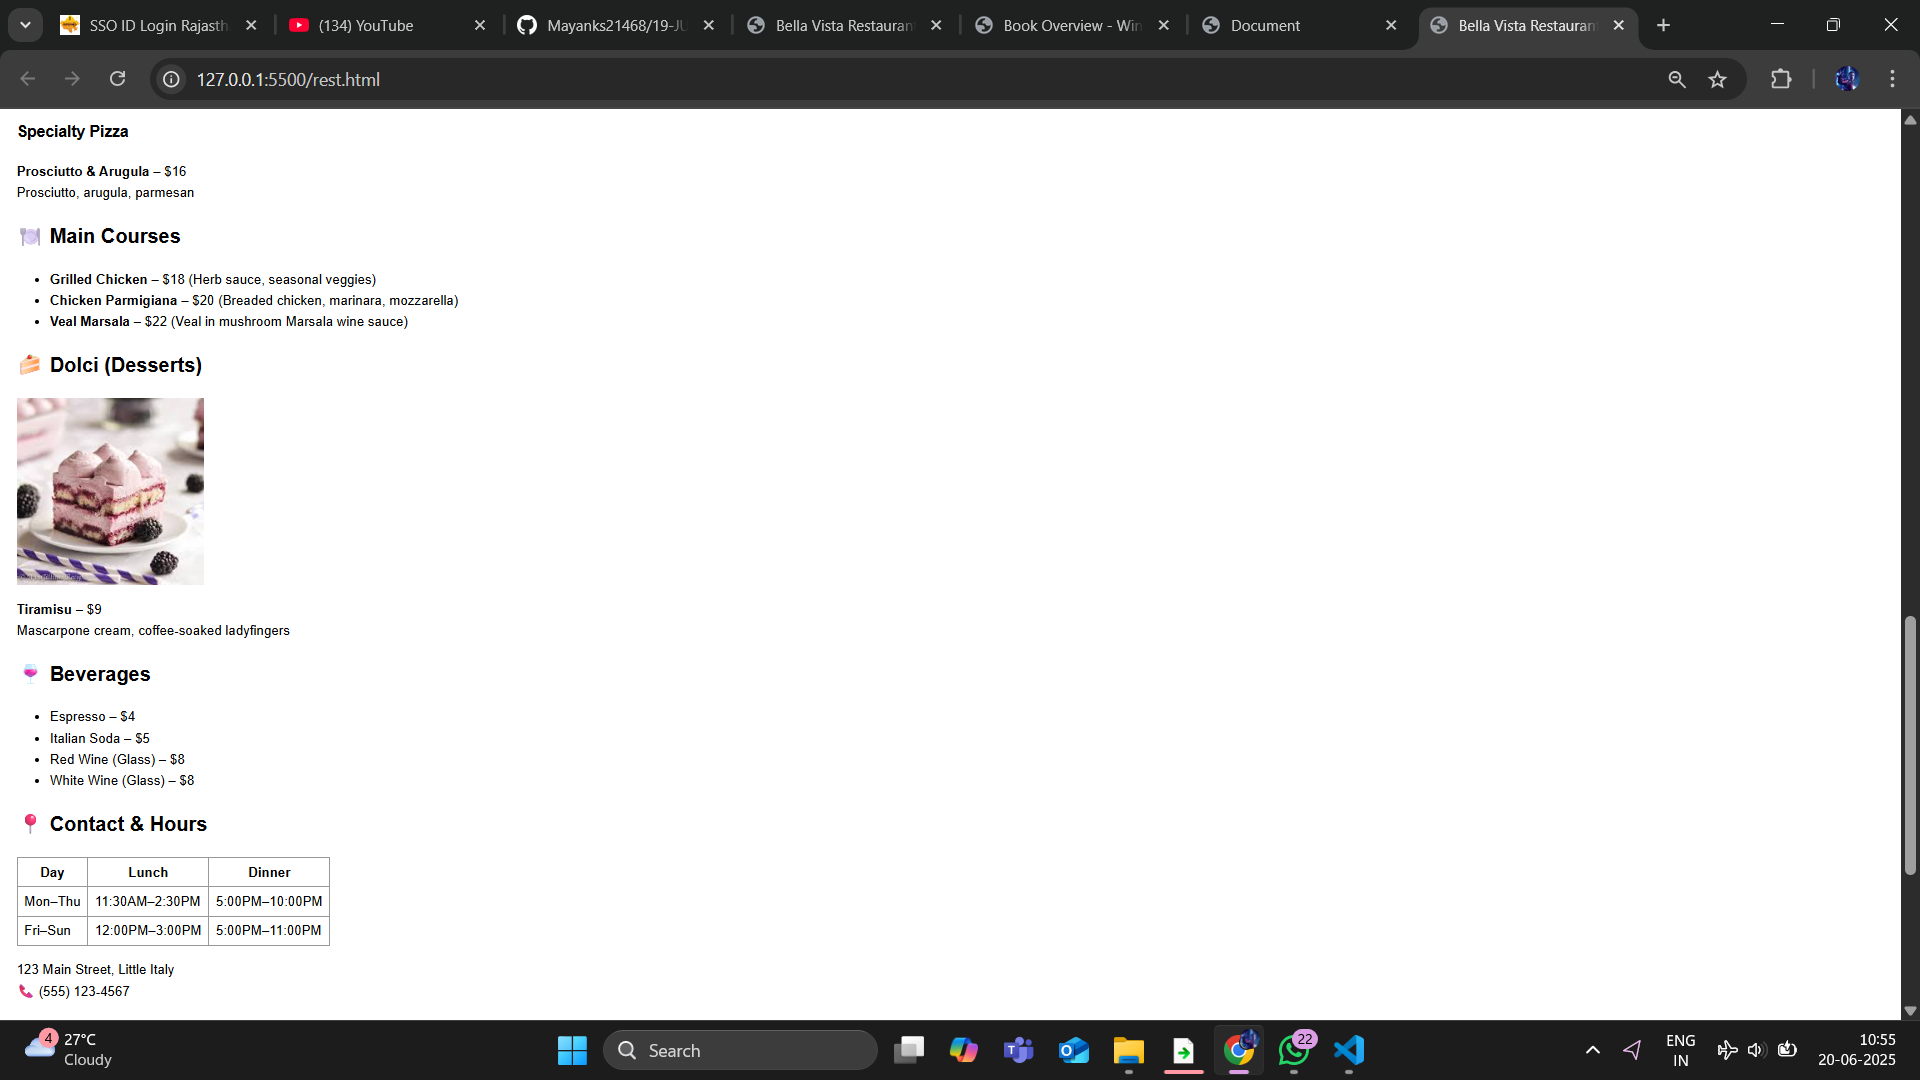 SSO ID Login Rajasth
(134) YouTube
Mayanks21468/19-JU
Bella Vista Restauran
Book Overview - Win
Document
Bella Vista Restauran
127.0.0.1:5500/rest.html
Specialty Pizza
Prosciutto & Arugula – $16
Prosciutto, arugula, parmesan
Main Courses
• Grilled Chicken – $18 (Herb sauce, seasonal veggies)
• Chicken Parmigiana – $20 (Breaded chicken, marinara, mozzarella)
• Veal Marsala – $22 (Veal in mushroom Marsala wine sauce)
Dolci (Desserts)
Tiramisu – $9
Mascarpone cream, coffee-soaked ladyfingers
Beverages
• Espresso – $4
• Italian Soda – $5
• Red Wine (Glass) – $8
• White Wine (Glass) – $8
Contact & Hours
Day Lunch Dinner
Mon–Thu 11:30AM–2:30PM 5:00PM–10:00PM
Fri–Sun 12:00PM–3:00PM 5:00PM–11:00PM
123 Main Street, Little Italy
(555) 123-4567
4
27°C
Cloudy
Search
22
ENG
IN
10:55
20-06-2025